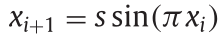 x_{i+1} = s sin(πx_i)